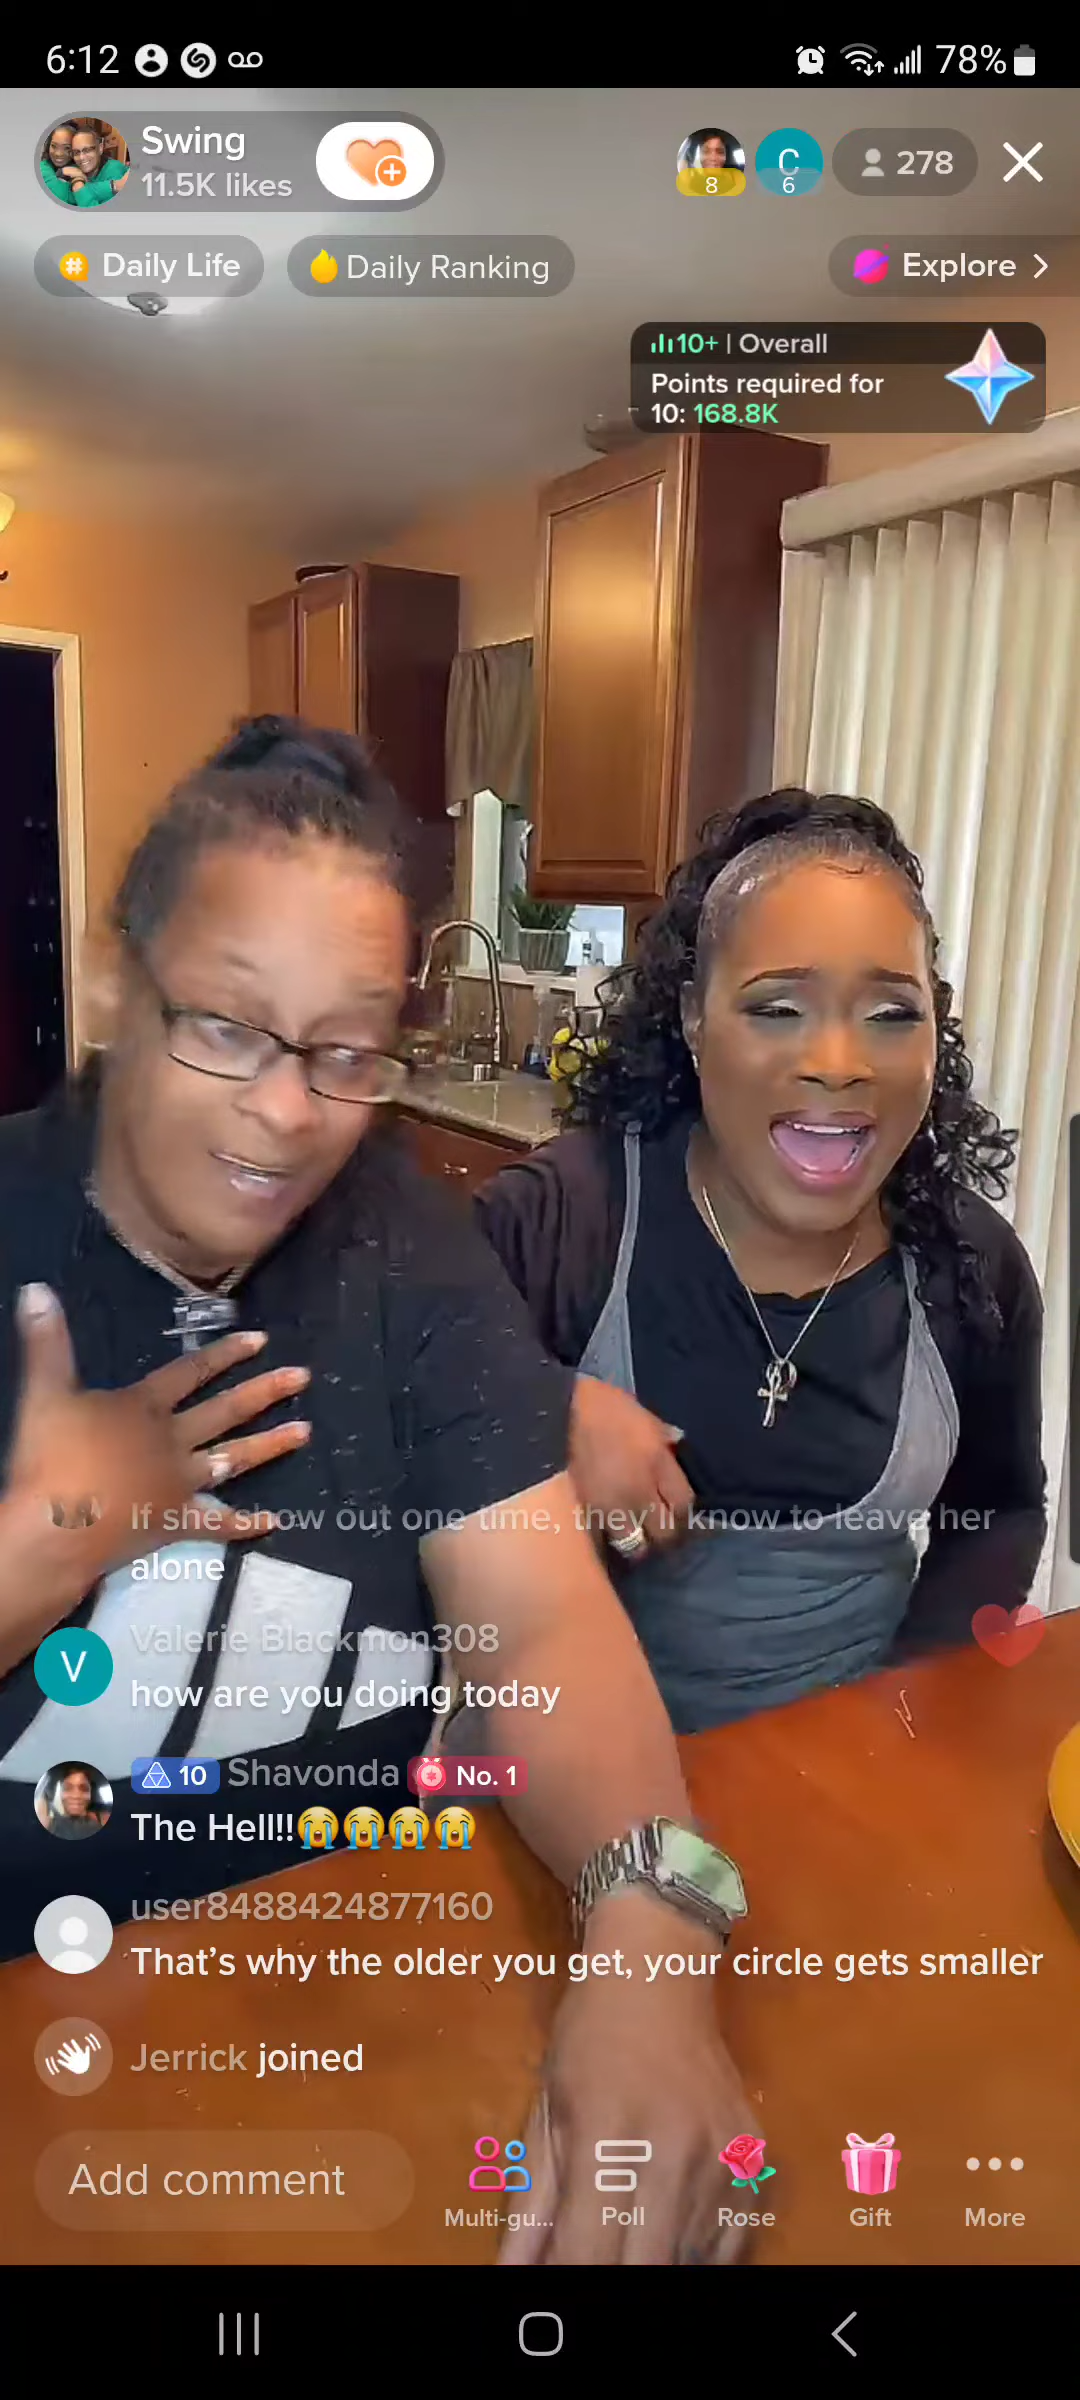 6:12
78%
Swing
11.5K likes
8
C
6
278
Daily Life
Daily Ranking
Explore
10+ | Overall
Points required for
10: 168.8K
If she show out one time, they'll know to leave her
alone
V
Valerie Blackmon308
how are you doing today
10 Shavonda No. 1
The Hell!!😭😭😭😭
user8488424877160
That's why the older you get, your circle gets smaller
Jerrick joined
Add comment
Multi-gu...
Poll
Rose
Gift
More